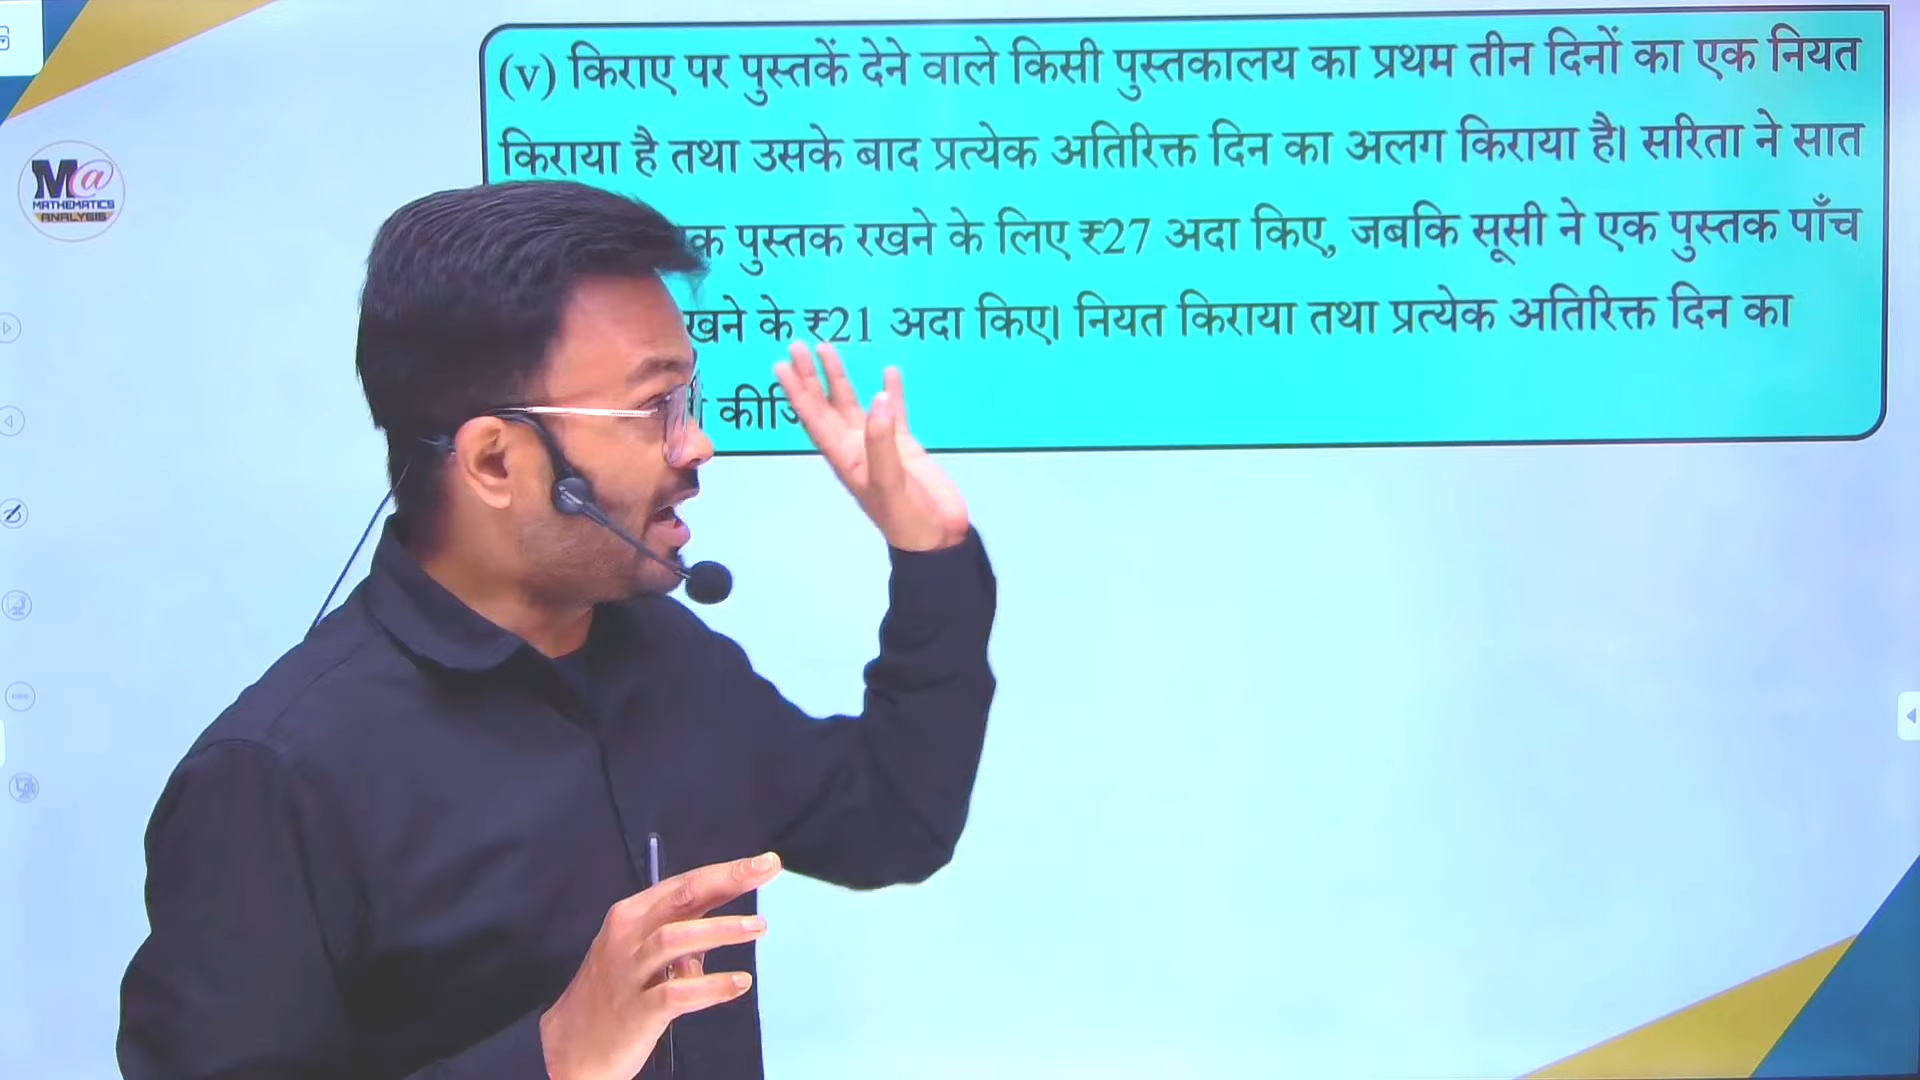 M@
MATHEMATICS
ANALYSIS
(v) किराए पर पुस्तकें देने वाले किसी पुस्तकालय का प्रथम तीन दिनों का एक नियत
किराया है तथा उसके बाद प्रत्येक अतिरिक्त दिन का अलग किराया है। सरिता ने सात
पुस्तक रखने के लिए ₹27 अदा किए, जबकि सूसी ने एक पुस्तक पाँच
के ₹21 अदा किए। नियत किराया तथा प्रत्येक अतिरिक्त दिन का